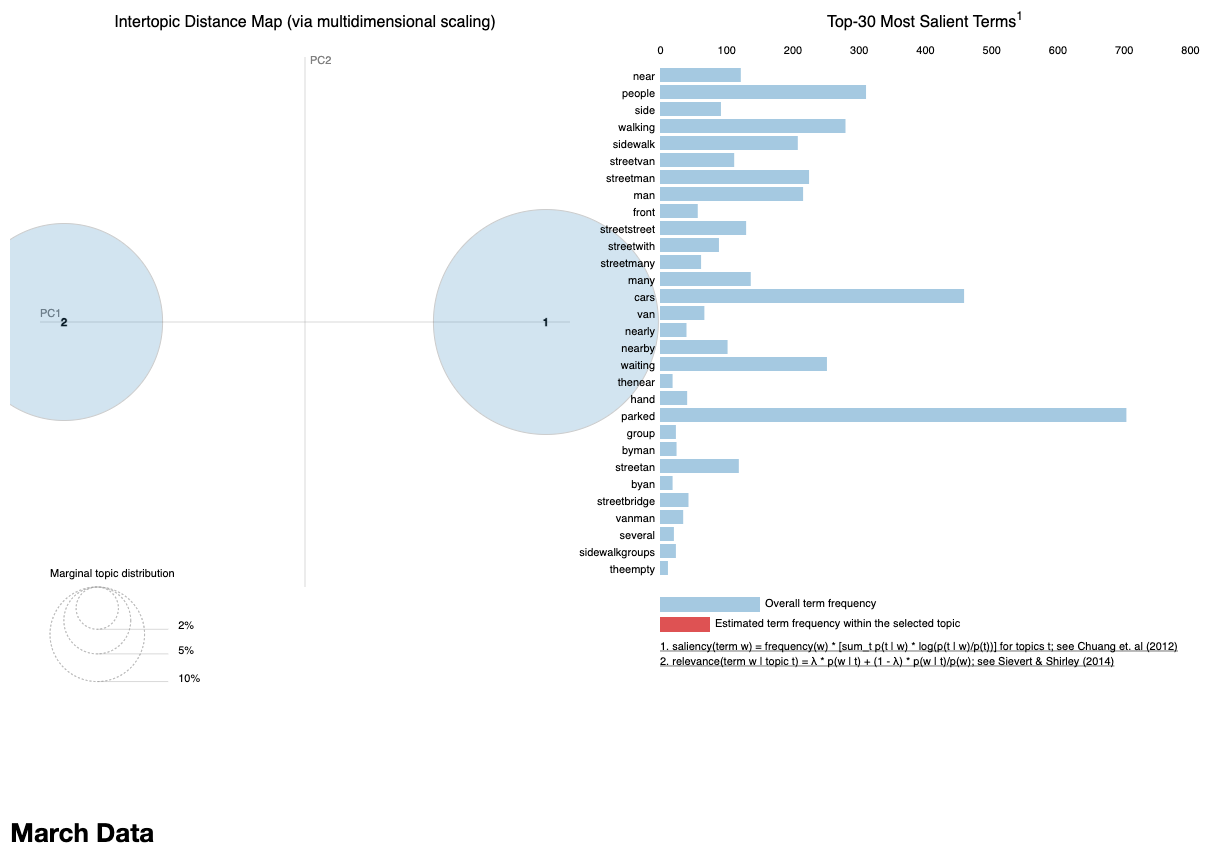 Intertopic Distance Map (via multidimensional scaling)
PC2
PC1
2
1
Marginal topic distribution
2%
5%
10%
Top-30 Most Salient Terms1
0 100 200 300 400 500 600 700 800
near
people
side
walking
sidewalk
streetvan
streetman
man
front
streetstreet
streetwith
streetmany
many
cars
van
nearly
nearby
waiting
thenear
hand
parked
group
byman
streetan
byan
streetbridge
vanman
several
sidewalkgroups
theempty
Overall term frequency
Estimated term frequency within the selected topic
1. saliency(term w) = frequency(w) * [sum_t p(t | w) * log(p(t | w)/p(t))] for topics t; see Chuang et. al (2012)
2. relevance(term w | topic t) = λ * p(w | t) + (1 - λ) * p(w | t)/p(w); see Sievert & Shirley (2014)
March Data